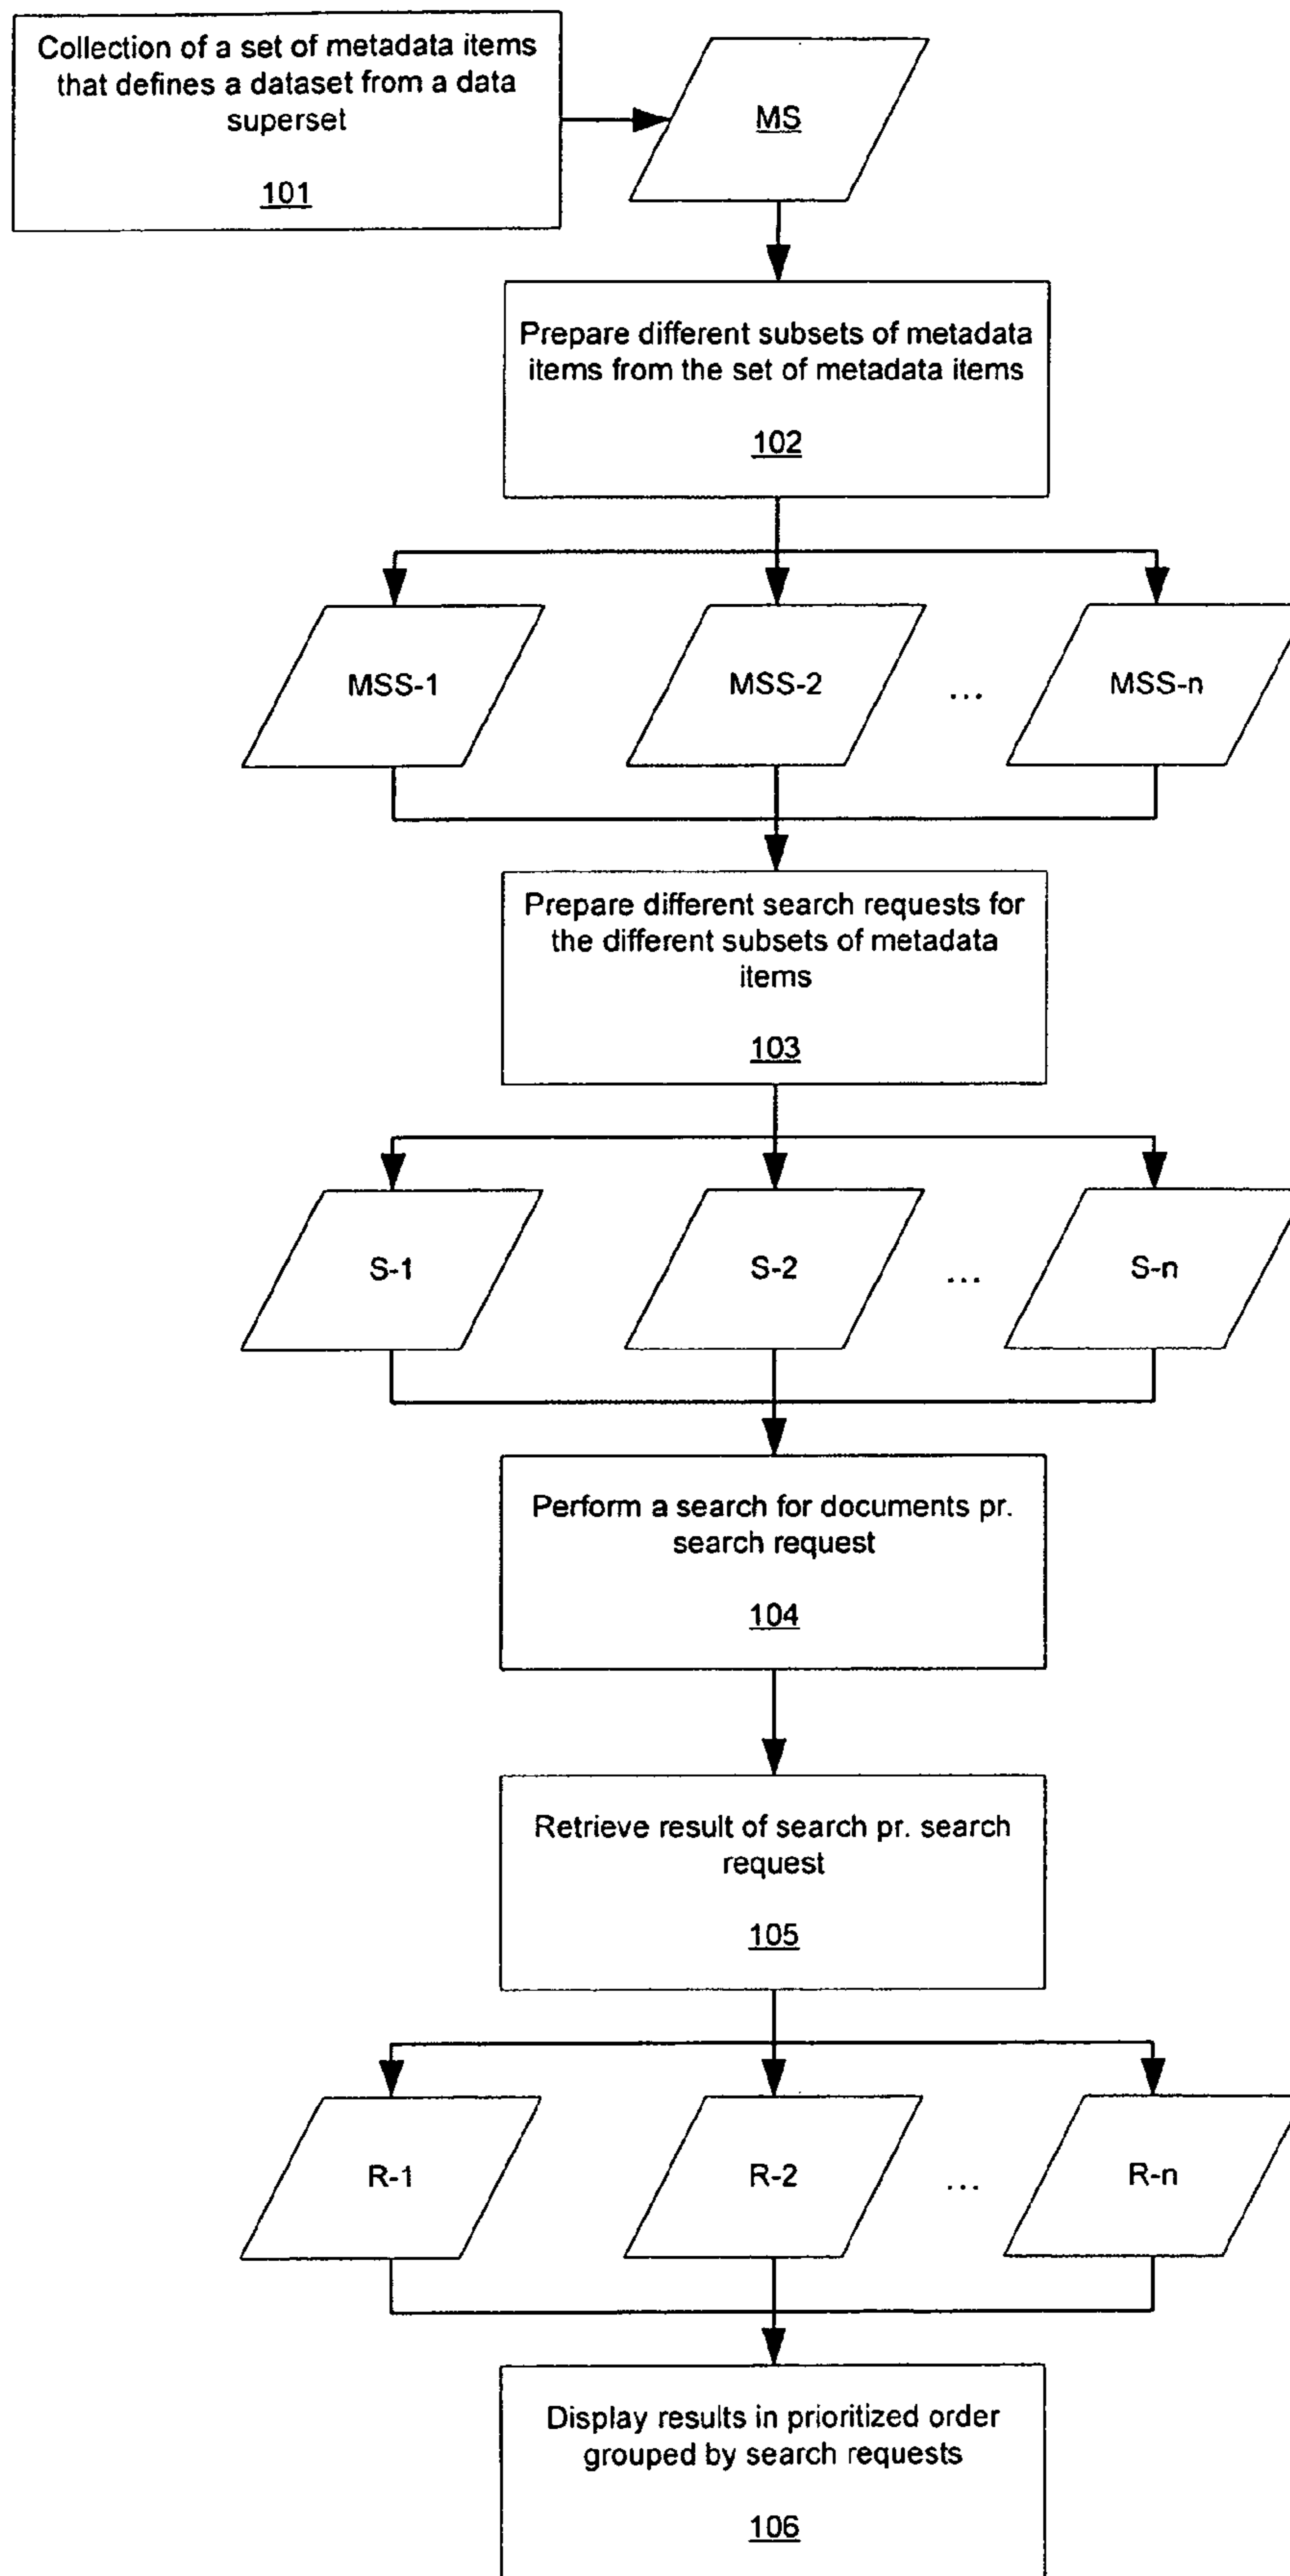 Collection of a set of metadata items
that defines a dataset from a data
superset
101
MS
Prepare different subsets of metadata
items from the set of metadata items
102
MSS-1
MSS-2
...
MSS-n
Prepare different search requests for
the different subsets of metadata
items
103
S-1
S-2
...
S-n
Perform a search for documents pr.
search request
104
Retrieve result of search pr. search
request
105
R-1
R-2
...
R-n
Display results in prioritized order
grouped by search requests
106